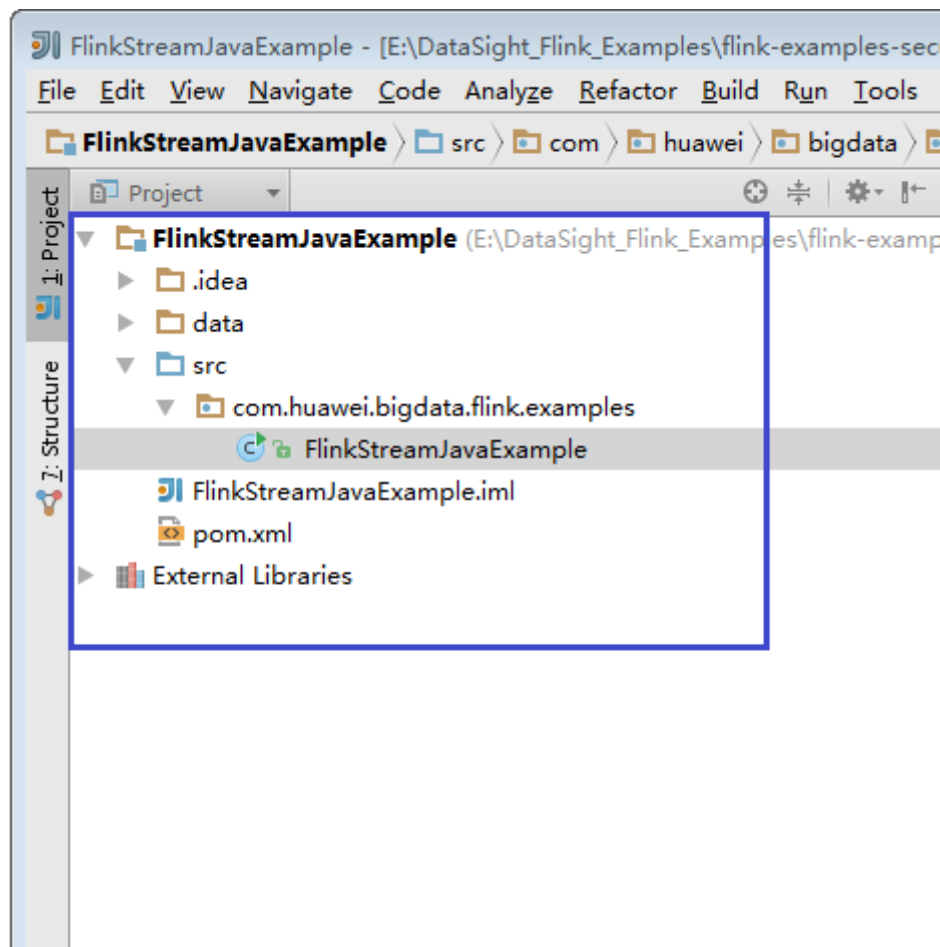 FlinkStreamJavaExample - [E:\DataSight_Flink_Examples\flink-examples-sec
File Edit View Navigate Code Analyze Refactor Build Run Tools
FlinkStreamJavaExample src com huawei bigdata
Project
1: Project
7: Structure
FlinkStreamJavaExample (E:\DataSight_Flink_Examples\flink-examp
.idea
data
src
com.huawei.bigdata.flink.examples
FlinkStreamJavaExample
FlinkStreamJavaExample.iml
pom.xml
External Libraries